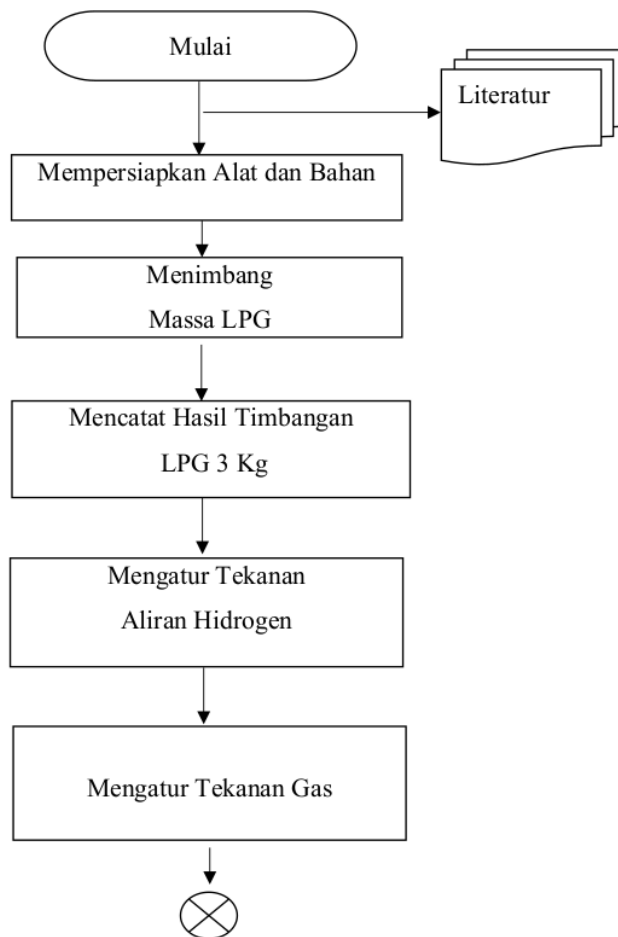 Mulai
Literatur
Mempersiapkan Alat dan Bahan
Menimbang
Massa LPG
Mencatat Hasil Timbangan
LPG 3 Kg
Mengatur Tekanan
Aliran Hidrogen
Mengatur Tekanan Gas